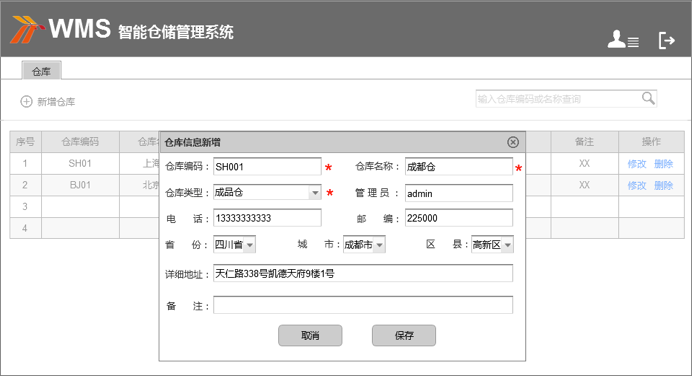 WMS 智能仓储管理系统
仓库
新增仓库
输入仓库编码或名称查询
序号 仓库编码 仓库 备注 操作
1 SH01 上海 XX 修改 删除
2 BJ01 北京 XX 修改 删除
3
4
仓库信息新增
仓库编码： SH001 * 仓库名称： 成都仓 *
仓库类型： 成品仓 * 管理员： admin
电 话： 13333333333 邮 编： 225000
省 份： 四川省 城 市： 成都市 区 县： 高新区
详细地址： 天仁路338号凯德天府9楼1号
备 注：
取消 保存